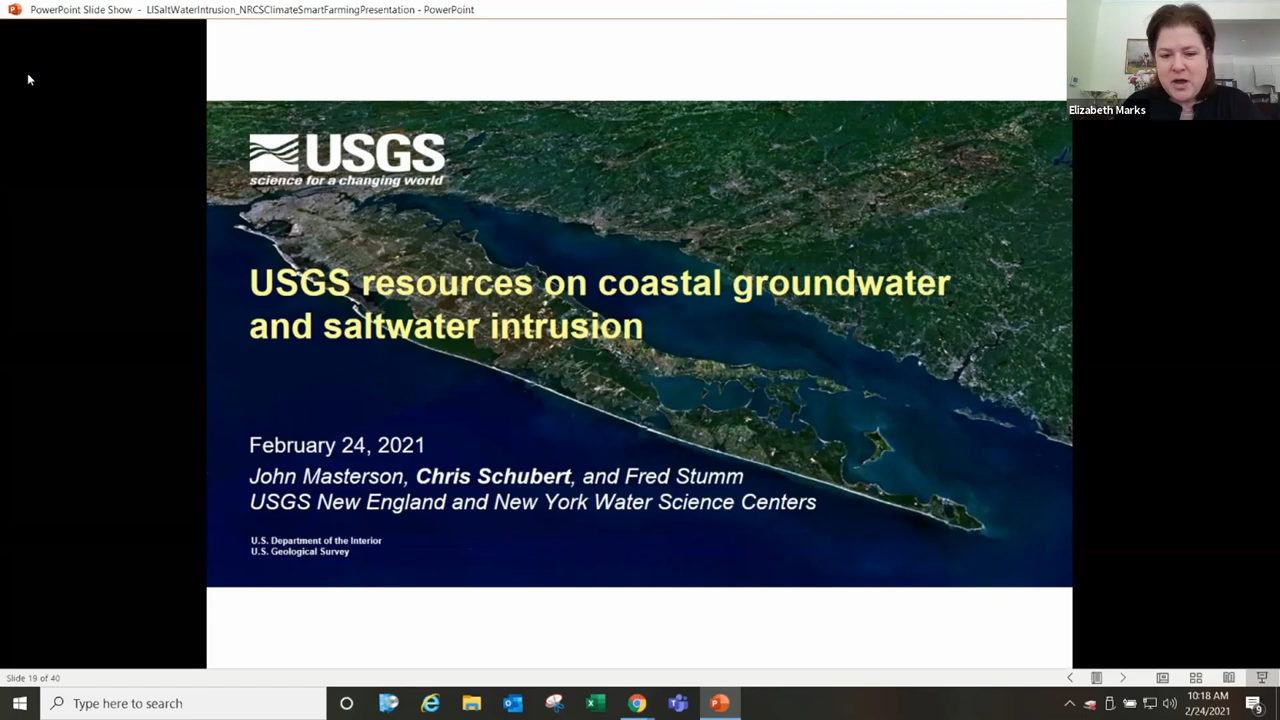 PowerPoint Slide Show - LISaltWaterIntrusion_NRCSClimateSmartFarmingPresentation - PowerPoint
Elizabeth Marks
USGS
science for a changing world
USGS resources on coastal groundwater
and saltwater intrusion
February 24, 2021
John Masterson, Chris Schubert, and Fred Stumm
USGS New England and New York Water Science Centers
U.S. Department of the Interior
U.S. Geological Survey
Slide 19 of 40
Type here to search
10:18 AM
2/24/2021
9